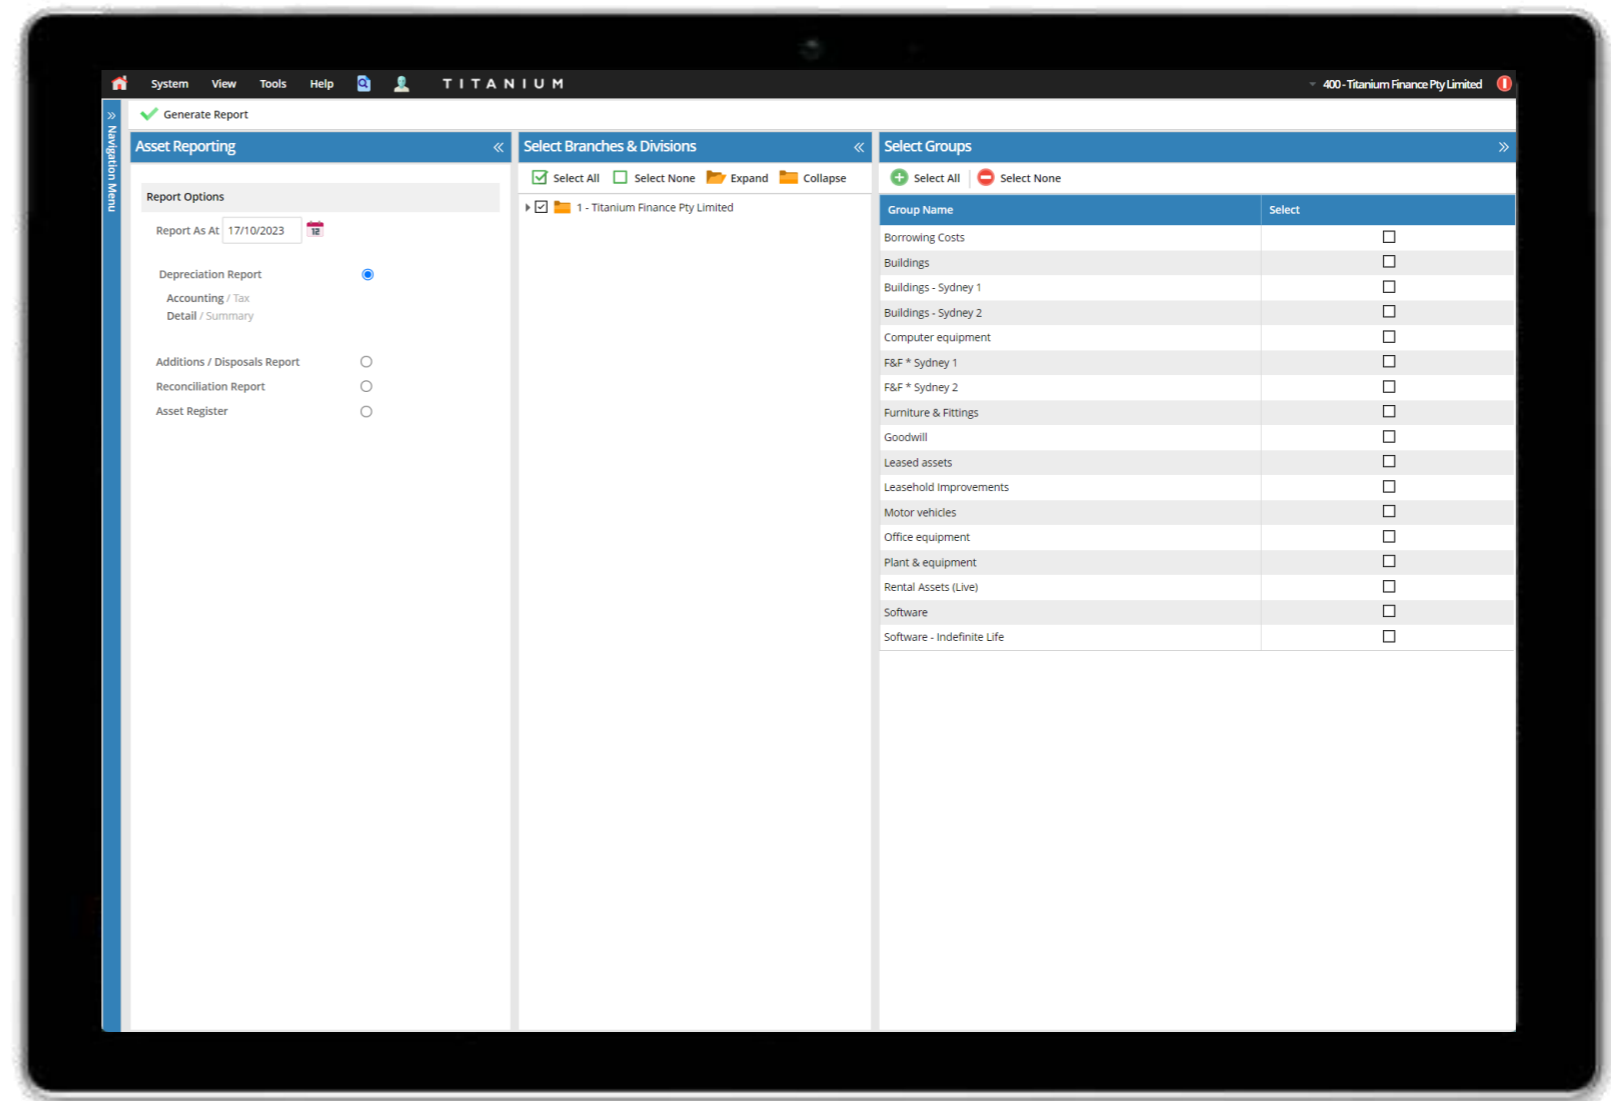 System View Tools Help TITANIUM 400 - Titanium Finance Pty Limited
Navigation Menu
Generate Report
Asset Reporting
Report Options
Report As At 17/10/2023
12
Depreciation Report
Accounting / Tax
Detail / Summary
Additions / Disposals Report
Reconciliation Report
Asset Register
Select Branches & Divisions
Select All Select None Expand Collapse
1 - Titanium Finance Pty Limited
Select Groups
Select All Select None
Group Name Select
Borrowing Costs
Buildings
Buildings - Sydney 1
Buildings - Sydney 2
Computer equipment
F&F * Sydney 1
F&F * Sydney 2
Furniture & Fittings
Goodwill
Leased assets
Leasehold Improvements
Motor vehicles
Office equipment
Plant & equipment
Rental Assets (Live)
Software
Software - Indefinite Life